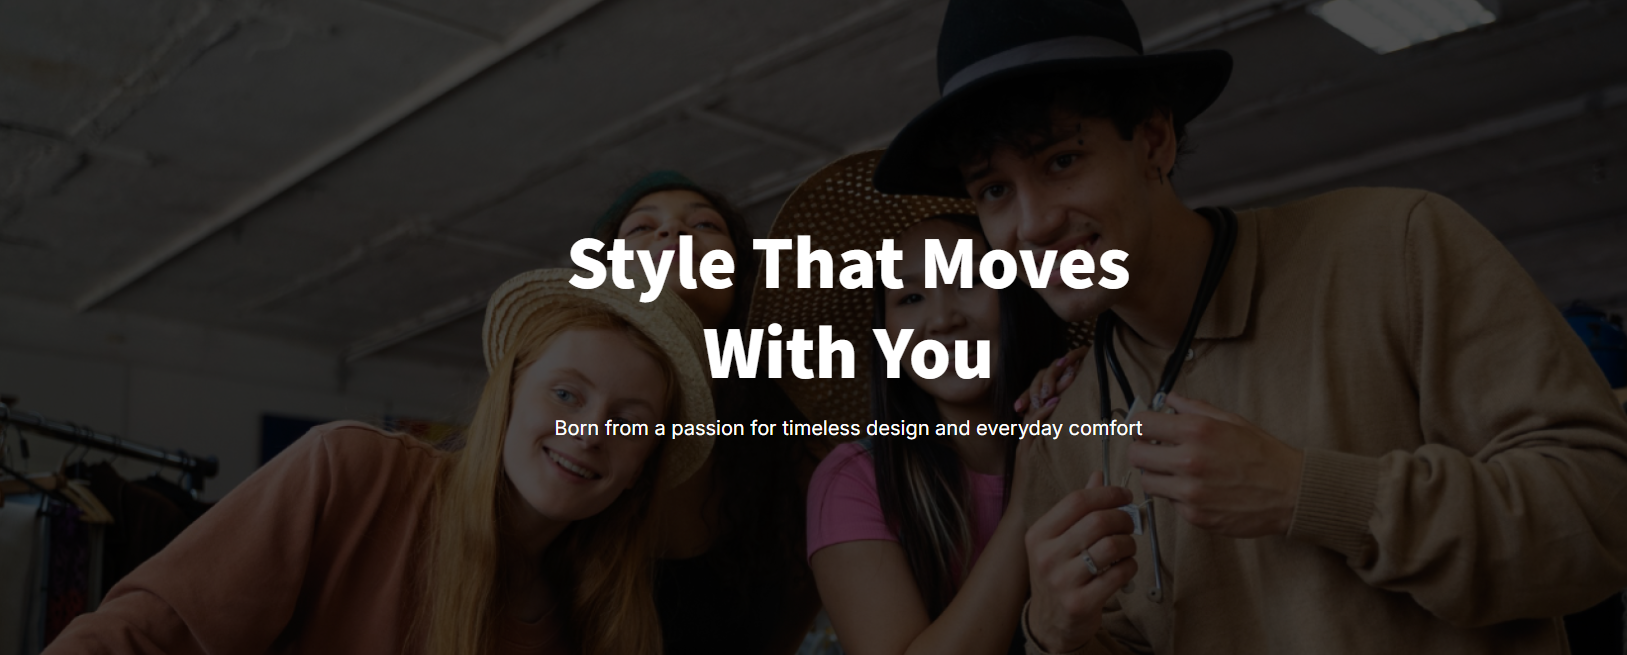 Style That Moves
With You
Born from a passion for timeless design and everyday comfort